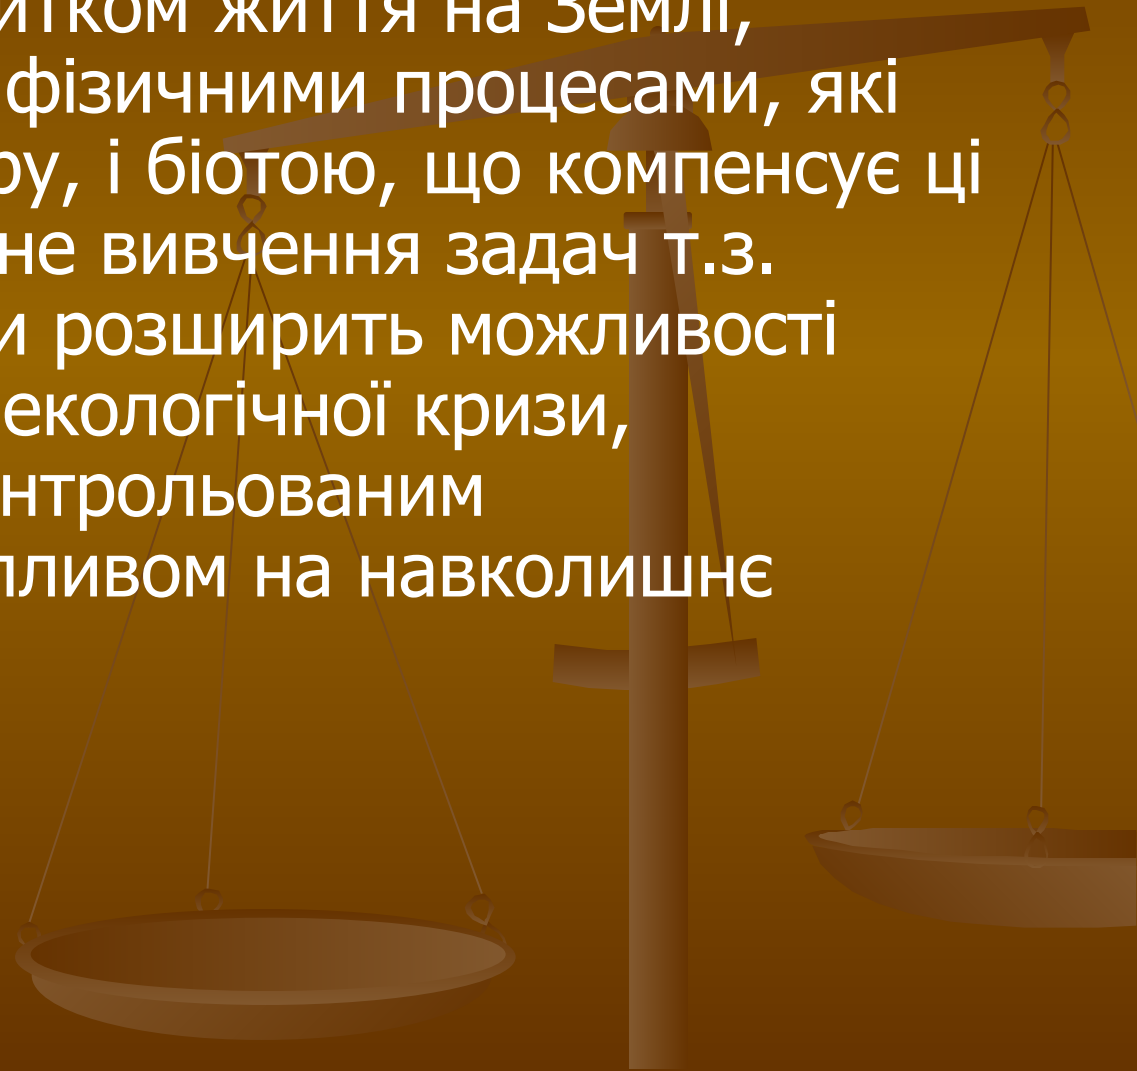 итком життя на Землі,
фізичними процесами, які
ру, і біотою, що компенсує ці
не вивчення задач т.з.
и розширить можливості
екологічної кризи,
нтрольованим
пливом на навколишнє